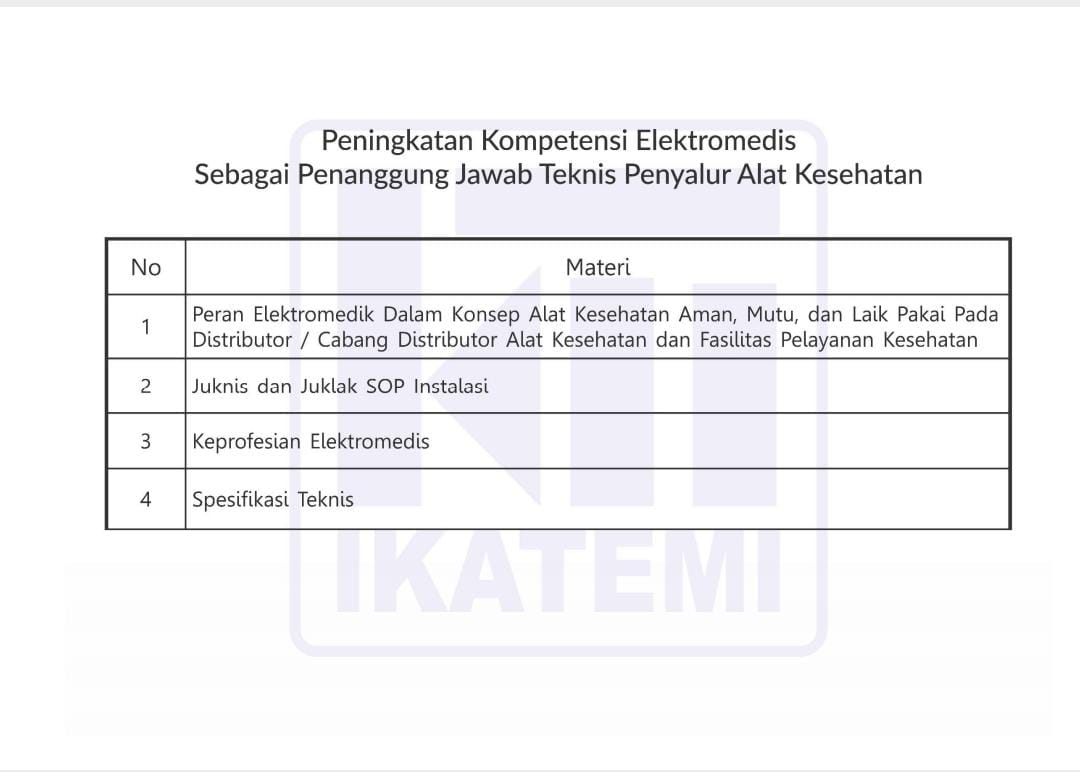 Peningkatan Kompetensi Elektromedis
Sebagai Penanggung Jawab Teknis Penyalur Alat Kesehatan
No Materi
1 Peran Elektromedik Dalam Konsep Alat Kesehatan Aman, Mutu, dan Laik Pakai Pada
Distributor / Cabang Distributor Alat Kesehatan dan Fasilitas Pelayanan Kesehatan
2 Juknis dan Juklak SOP Instalasi
3 Keprofesian Elektromedis
4 Spesifikasi Teknis
IKATEMI